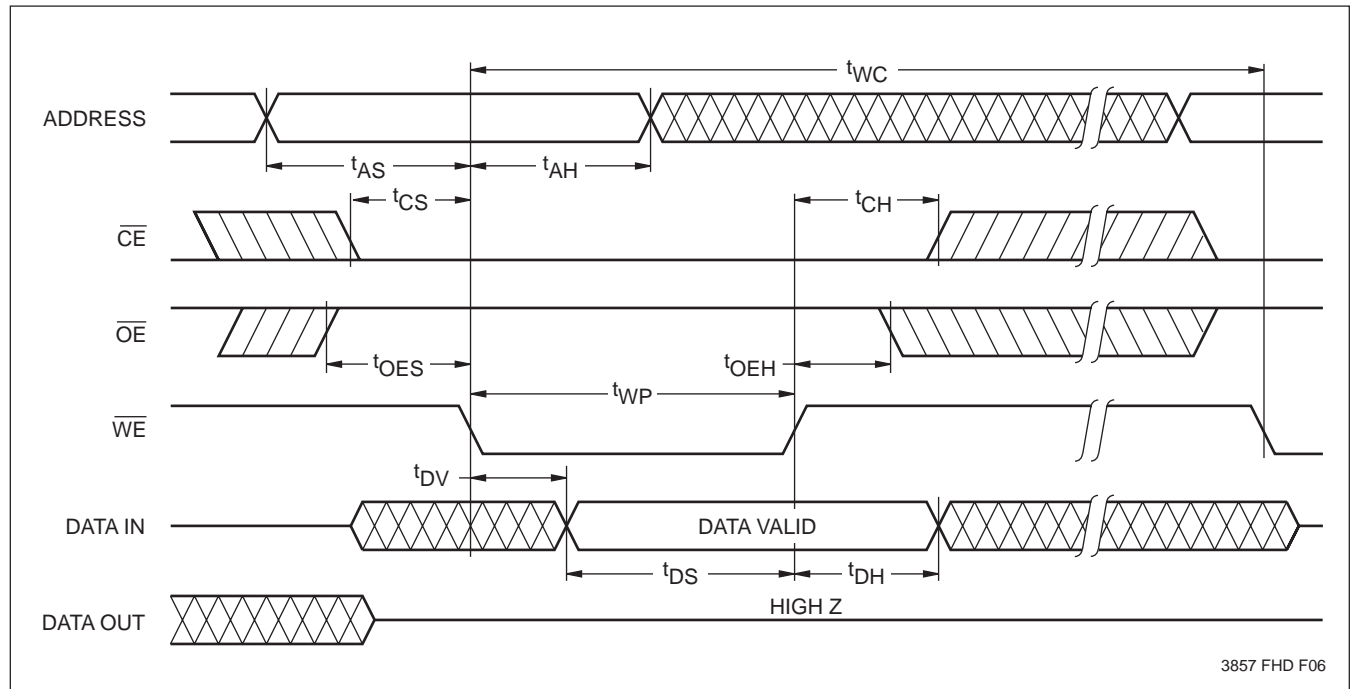 tWC
ADDRESS
tAS
tAH
tCS
tCH
CE
OE
tOES
tOEH
tWP
WE
tDV
DATA IN
DATA VALID
tDS
tDH
HIGH Z
DATA OUT
3857 FHD F06